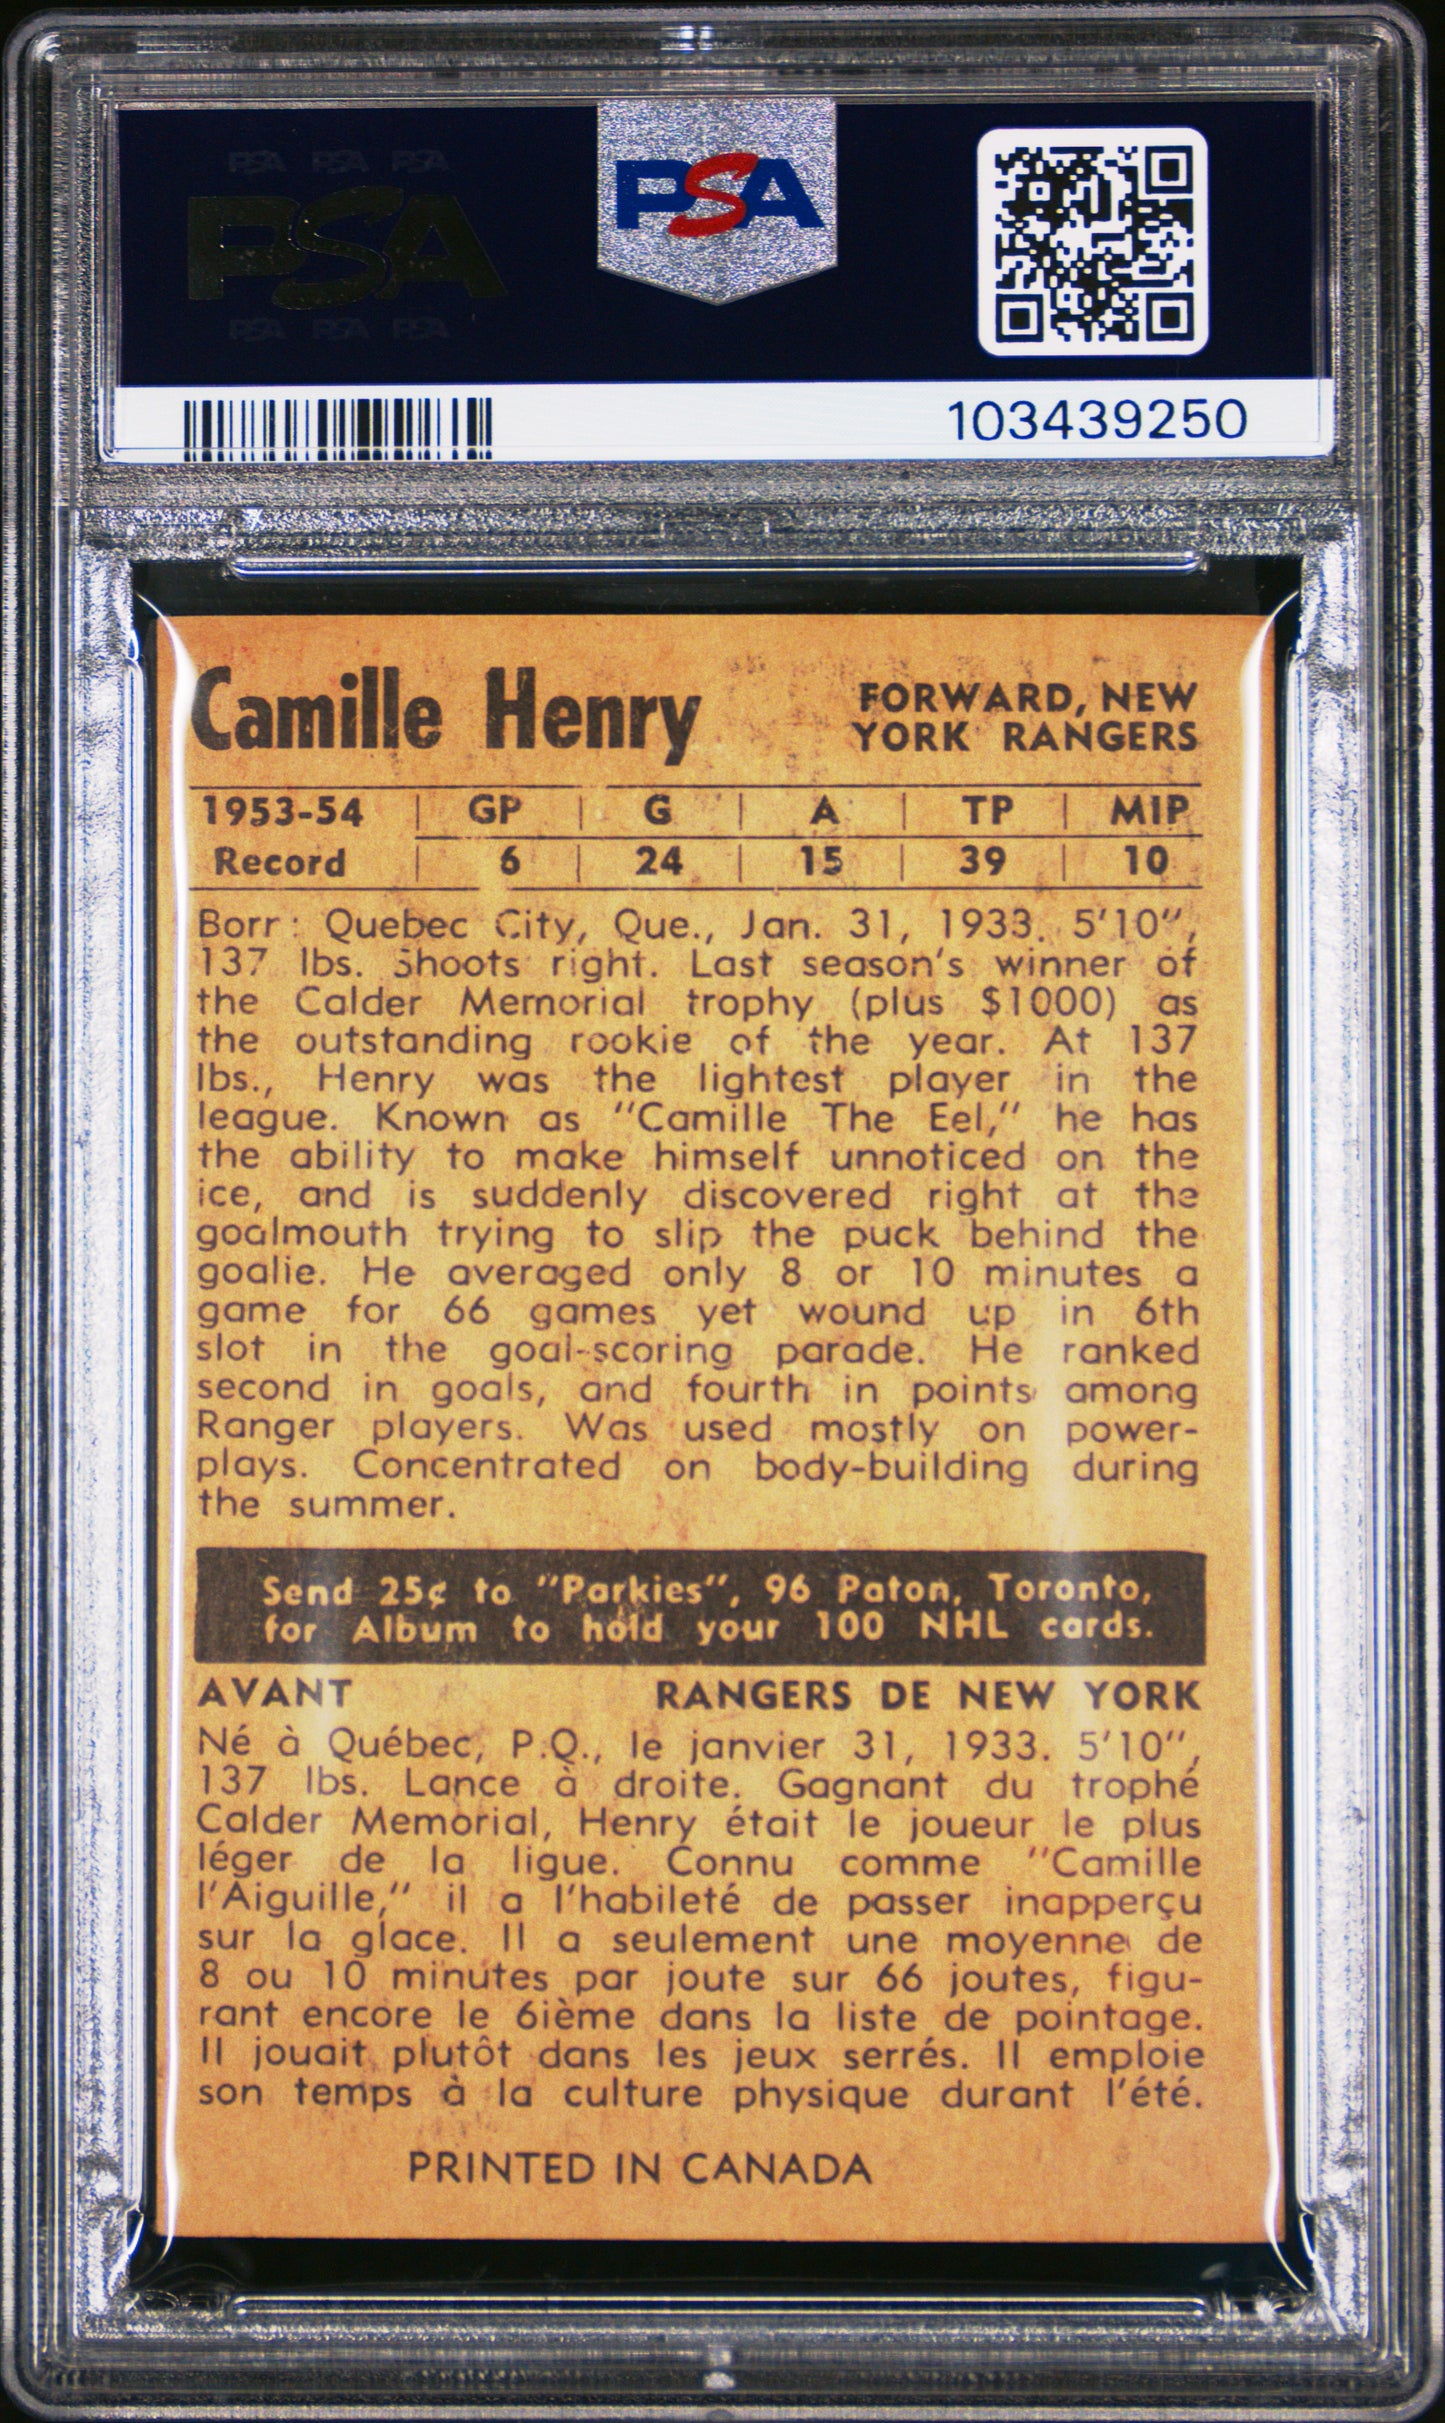 PSA PSA PSA
PSA
PSA PSA PSA
PSA
103439250
Camille Henry
FORWARD, NEW
YORK RANGERS
1953-54 | GP | G | A | TP | MIP
Record | 6 | 24 | 15 | 39 | 10
Borr: Quebec City, Que., Jan. 31, 1933. 5'10",
137 lbs. Shoots right. Last season's winner of
the Calder Memorial trophy (plus $1000) as
the outstanding rookie of the year. At 137
lbs., Henry was the lightest player in the
league. Known as "Camille The Eel," he has
the ability to make himself unnoticed on the
ice, and is suddenly discovered right at the
goalmouth trying to slip the puck behind the
goalie. He averaged only 8 or 10 minutes a
game for 66 games yet wound up in 6th
slot in the goal-scoring parade. He ranked
second in goals, and fourth in points among
Ranger players. Was used mostly on power-
plays. Concentrated on body-building during
the summer.
Send 25¢ to "Parkies", 96 Paton, Toronto,
for Album to hold your 100 NHL cards.
AVANT RANGERS DE NEW YORK
Né à Québec, P.Q., le janvier 31, 1933. 5'10",
137 lbs. Lance à droite. Gagnant du trophé
Calder Memorial, Henry était le joueur le plus
léger de la ligue. Connu comme "Camille
l'Aiguille," il a l'habileté de passer inapperçu
sur la glace. Il a seulement une moyenne de
8 ou 10 minutes par joute sur 66 joutes, figu-
rant encore le 6ième dans la liste de pointage.
Il jouait plutôt dans les jeux serrés. Il emploie
son temps à la culture physique durant l'été.
PRINTED IN CANADA